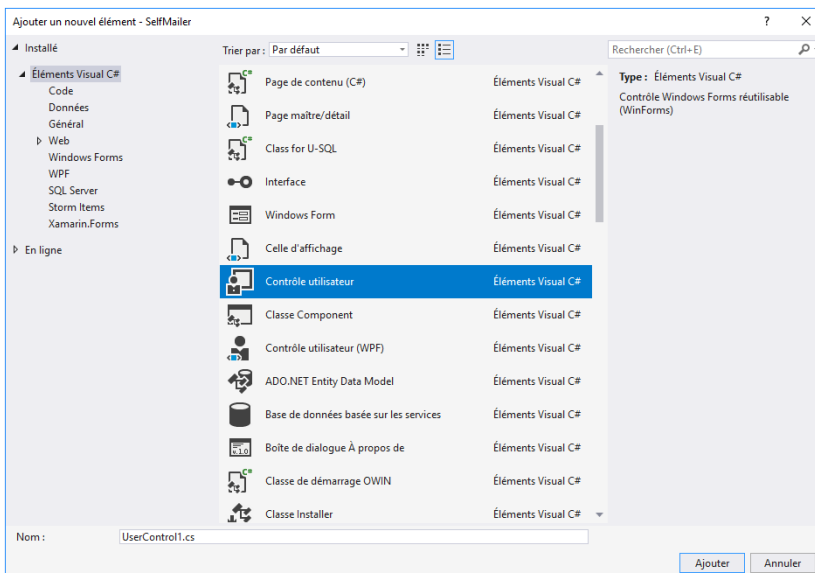 Ajouter un nouvel élément - SelfMailer
? ×
Installé
Trier par : Par défaut
Rechercher (Ctrl+E)
Éléments Visual C#
Code
Données
Général
Web
Windows Forms
WPF
SQL Server
Storm Items
Xamarin.Forms
En ligne
Page de contenu (C#) Éléments Visual C#
Page maître/détail Éléments Visual C#
Class for U-SQL Éléments Visual C#
Interface Éléments Visual C#
Windows Form Éléments Visual C#
Celle d'affichage Éléments Visual C#
Contrôle utilisateur Éléments Visual C#
Classe Component Éléments Visual C#
Contrôle utilisateur (WPF) Éléments Visual C#
ADO.NET Entity Data Model Éléments Visual C#
Base de données basée sur les services Éléments Visual C#
Boîte de dialogue À propos de Éléments Visual C#
Classe de démarrage OWIN Éléments Visual C#
Classe Installer Éléments Visual C#
Type : Éléments Visual C#
Contrôle Windows Forms réutilisable
(WinForms)
Nom : UserControl1.cs
Ajouter Annuler